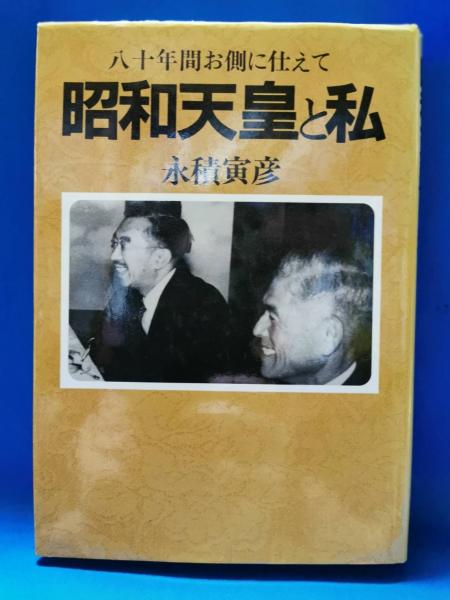 八十年間お側に仕えて
昭和天皇と私
永積寅彦